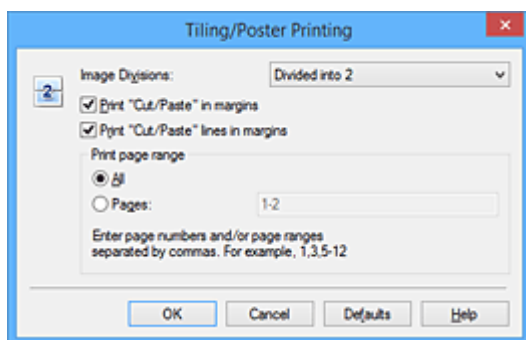 Tiling/Poster Printing
Image Divisions: Divided into 2
2
Print "Cut/Paste" in margins
Print "Cut/Paste" lines in margins
Print page range
All
Pages: 1-2
Enter page numbers and/or page ranges
separated by commas. For example, 1,3,5-12
OK Cancel Defaults Help